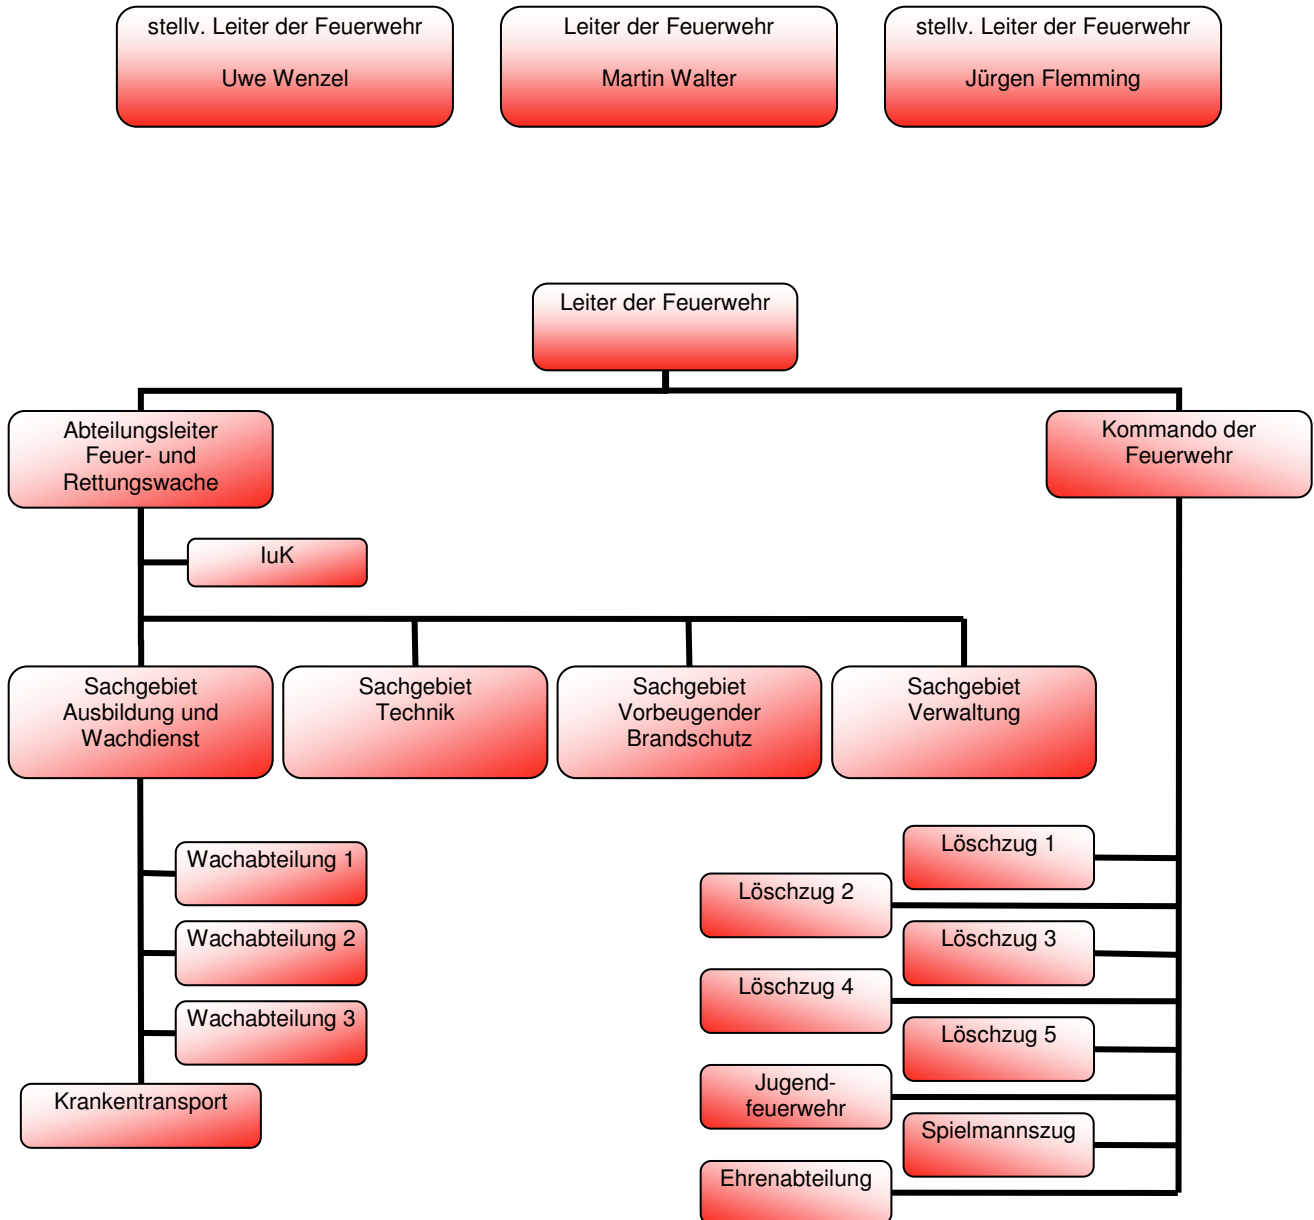 stellv. Leiter der Feuerwehr
Uwe Wenzel
Leiter der Feuerwehr
Martin Walter
stellv. Leiter der Feuerwehr
Jürgen Flemming
Leiter der Feuerwehr
Abteilungsleiter
Feuer- und
Rettungswache
Kommando der
Feuerwehr
IuK
Sachgebiet
Ausbildung und
Wachdienst
Sachgebiet
Technik
Sachgebiet
Vorbeugender
Brandschutz
Sachgebiet
Verwaltung
Wachabteilung 1
Wachabteilung 2
Wachabteilung 3
Krankentransport
Löschzug 1
Löschzug 2
Löschzug 3
Löschzug 4
Löschzug 5
Jugend-
feuerwehr
Spielmannszug
Ehrenabteilung